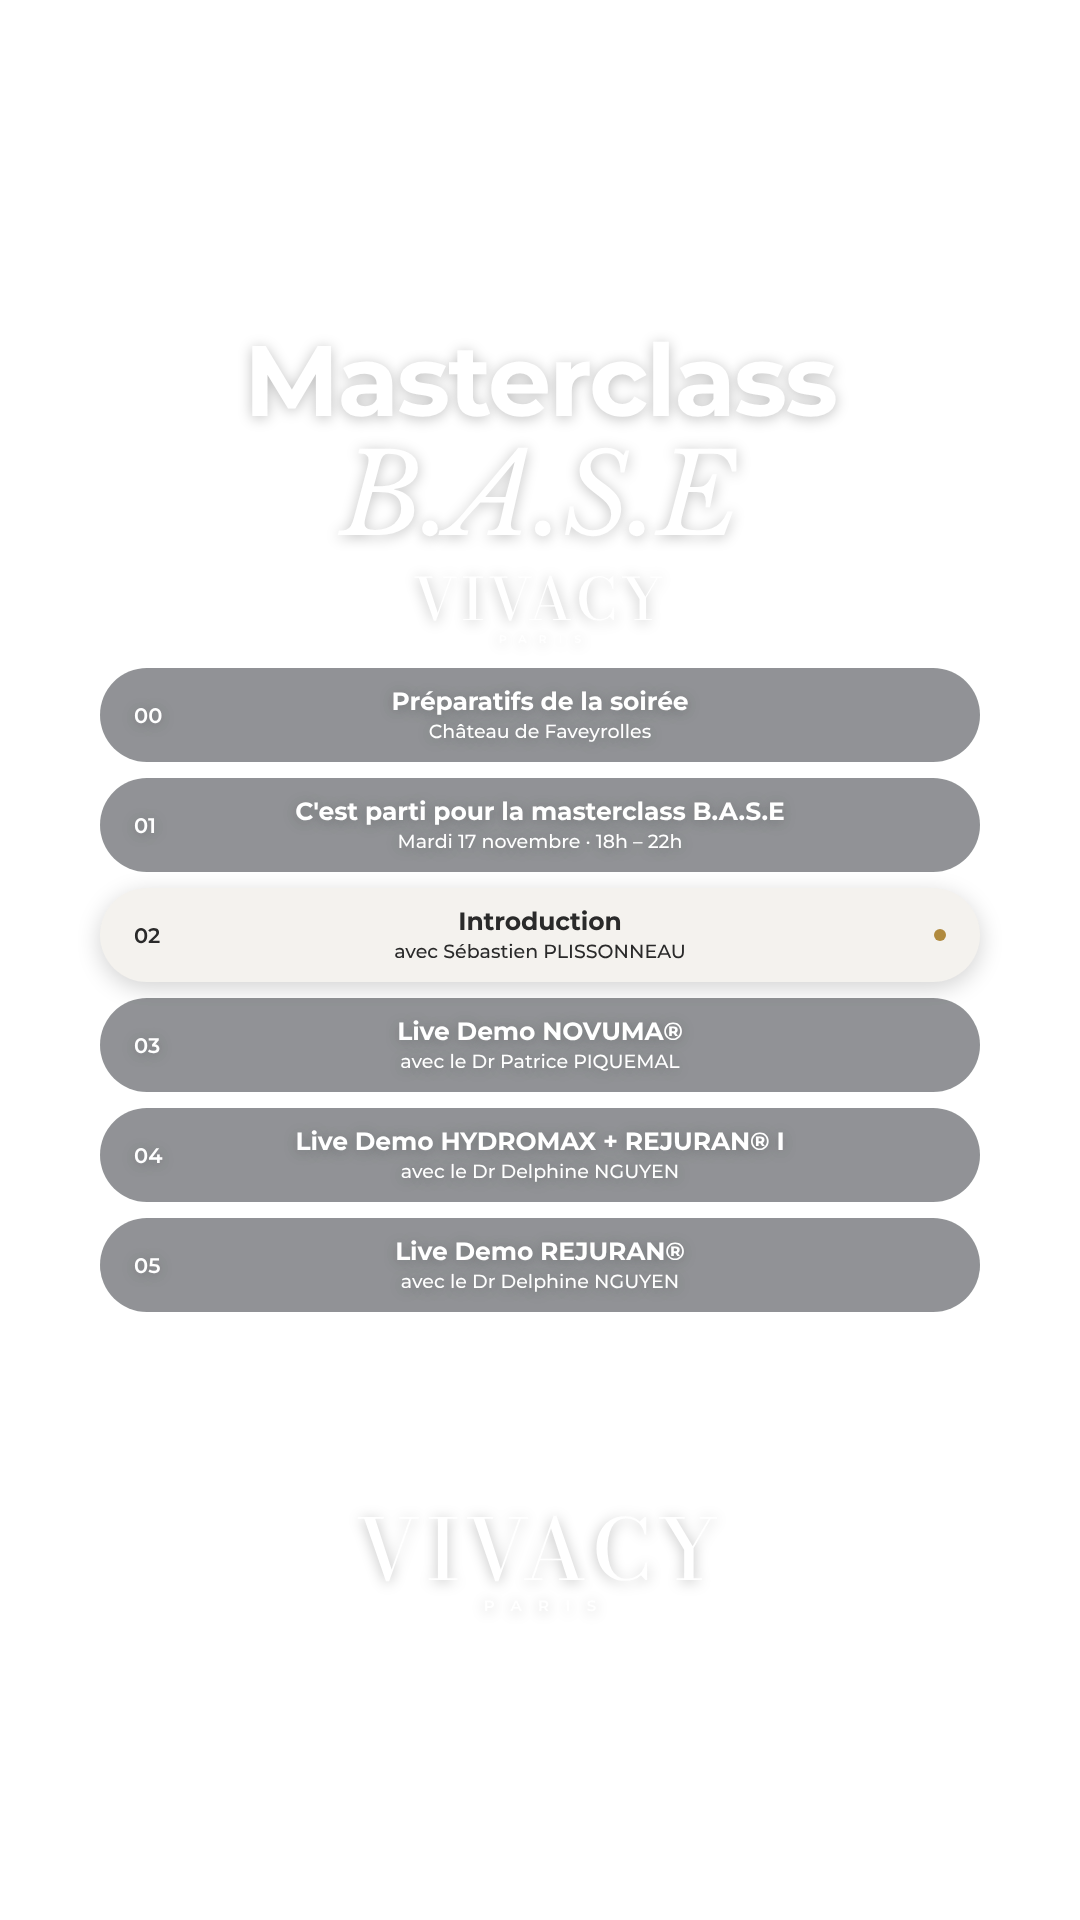 Masterclass
B.A.S.E
VIVACY
00
Préparatifs de la soirée
Château de Faveyrolles
01
C'est parti pour la masterclass B.A.S.E
Mardi 17 novembre · 18h – 22h
02
Introduction
avec Sébastien PLISSONNEAU
03
Live Demo NOVUMA®
avec le Dr Patrice PIQUEMAL
04
Live Demo HYDROMAX + REJURAN® I
avec le Dr Delphine NGUYEN
05
Live Demo REJURAN®
avec le Dr Delphine NGUYEN
VIVACY
PARIS